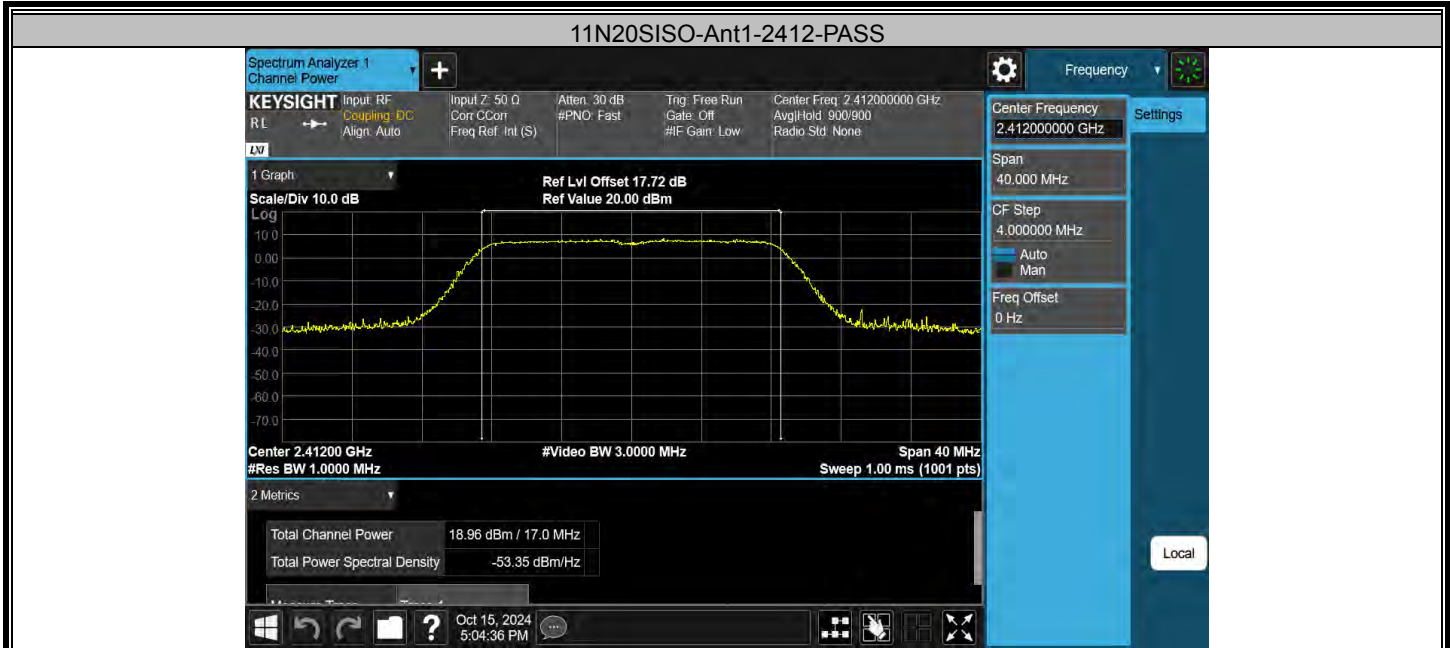 11N20SISO-Ant1-2412-PASS
Spectrum Analyzer 1
Channel Power
+
Frequency
KEYSIGHT
RL
LXI
Input: RF
Coupling: DC
Align: Auto
Input Z: 50 Ω
Corr CCorr
Freq Ref: Int (S)
Atten: 30 dB
#PNO: Fast
Trig: Free Run
Gate: Off
#IF Gain: Low
Center Freq: 2.412000000 GHz
Avg|Hold: 900/900
Radio Std: None
Center Frequency
2.412000000 GHz
Settings
Span
40.000 MHz
CF Step
4.000000 MHz
Auto
Man
Freq Offset
0 Hz
Local
1 Graph
Scale/Div 10.0 dB
Ref Lvl Offset 17.72 dB
Ref Value 20.00 dBm
Log
10.0
0.00
-10.0
-20.0
-30.0
-40.0
-50.0
-60.0
-70.0
Center 2.41200 GHz
#Video BW 3.0000 MHz
Span 40 MHz
#Res BW 1.0000 MHz
Sweep 1.00 ms (1001 pts)
2 Metrics
Total Channel Power 18.96 dBm / 17.0 MHz
Total Power Spectral Density -53.35 dBm/Hz
?
Oct 15, 2024
5:04:36 PM